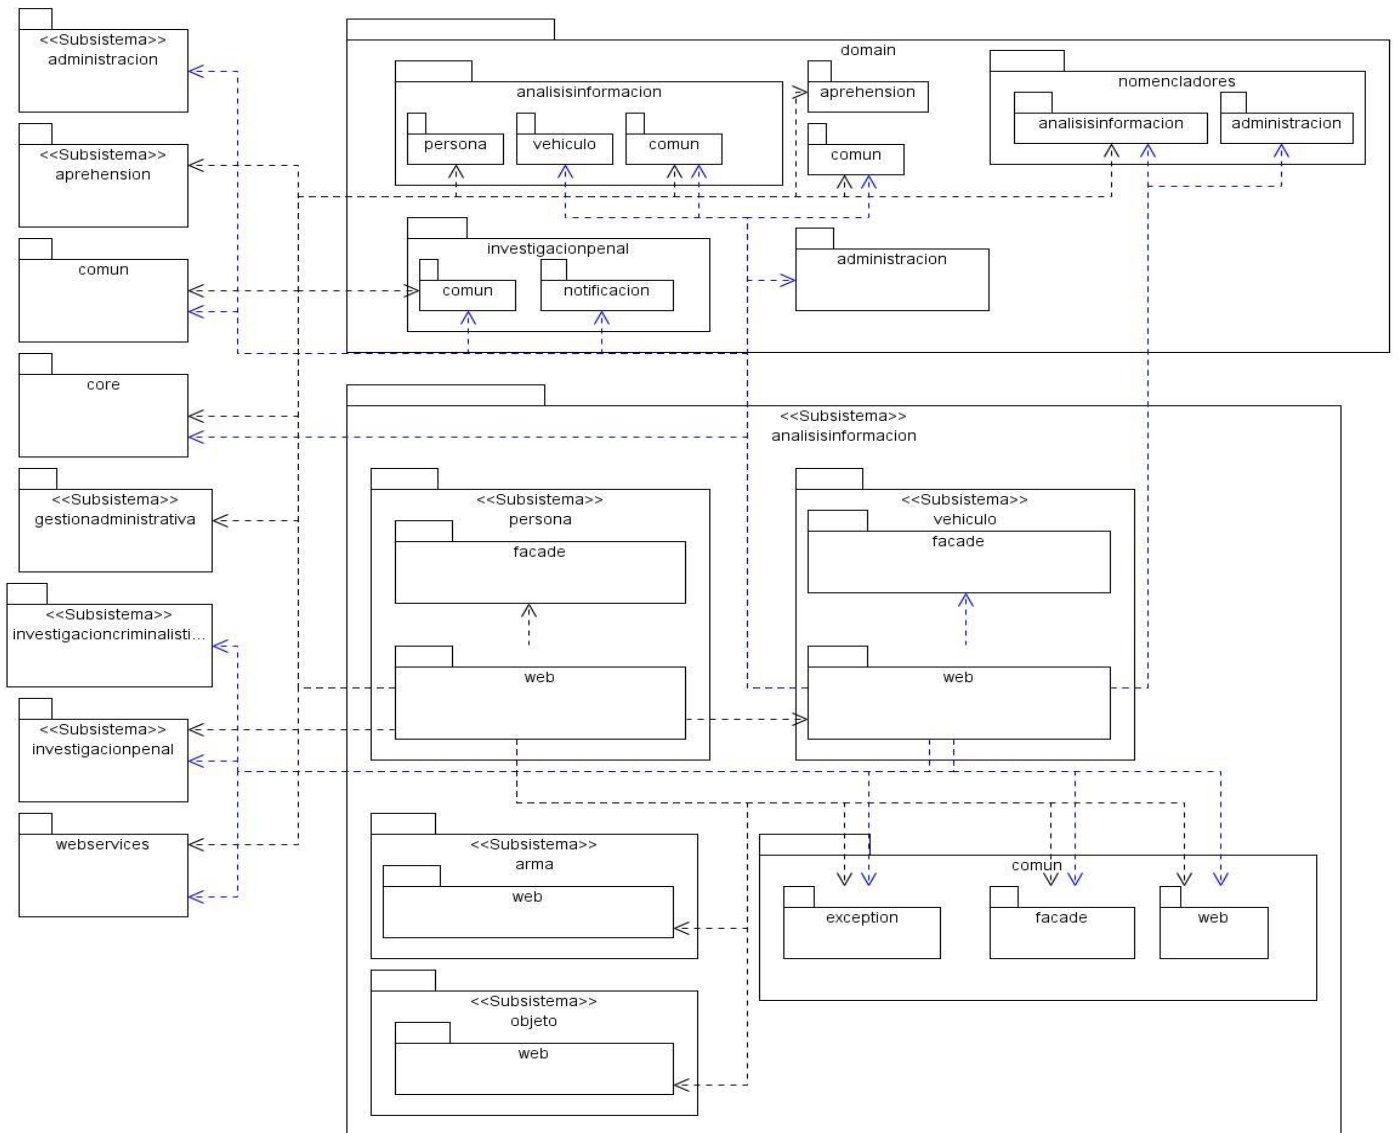 <<Subsistema>>
administracion
<<Subsistema>>
aprehension
comun
core
<<Subsistema>>
gestionadministrativa
<<Subsistema>>
investigacioncriminalisti...
<<Subsistema>>
investigacionpenal
webservices
domain
analisisinformacion
persona
vehiculo
comun
aprehension
comun
nomencladores
analisisinformacion
administracion
investigacionpenal
comun
notificacion
administracion
<<Subsistema>>
analisisinformacion
<<Subsistema>>
persona
facade
web
<<Subsistema>>
vehiculo
facade
web
<<Subsistema>>
arma
web
<<Subsistema>>
objeto
web
comun
exception
facade
web